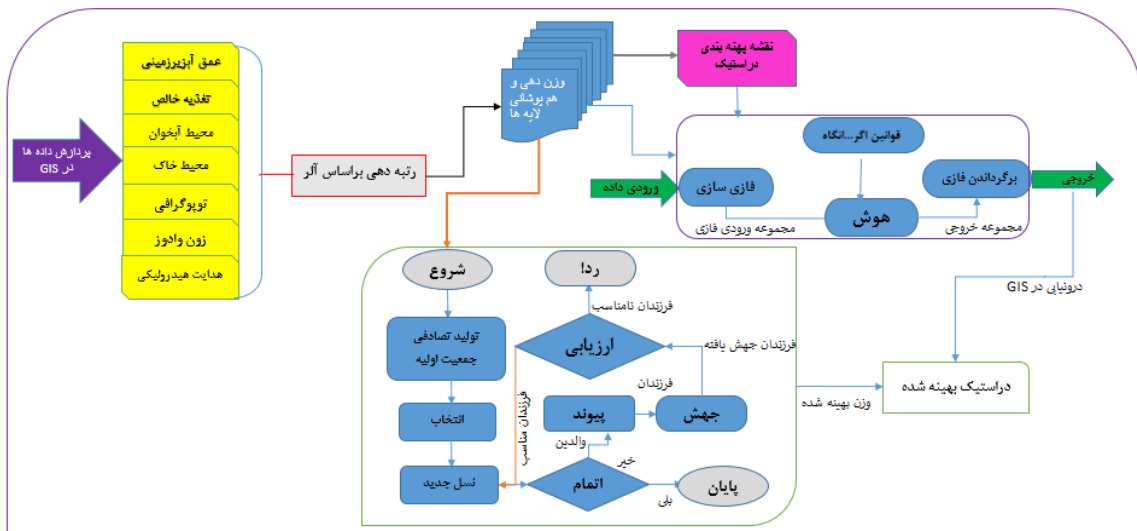 پردازش داده ها
در GIS
عمق آبزیرزمینی
تغذیه خالص
محیط آبخوان
محیط خاک
توپوگرافی
زون وادوز
هدایت هیدرولیکی
رتبه دهی براساس آلر
وزن دهی و
هم پوشانی
لایه ها
نقشه پهنه بندی
دراستیک
قوانین اگر...انگاه
ورودی داده
فازی سازی
هوش
برگرداندن فازی
خروجی
مجموعه ورودی فازی
مجموعه خروجی
درونیابی در GIS
دراستیک بهینه شده
وزن بهینه شده
شروع
تولید تصادفی
جمعیت اولیه
انتخاب
نسل جدید
رد!
فرزندان نامناسب
ارزیابی
فرزندان جهش یافته
فرزندان مناسب
پیوند
فرزندان
جهش
والدین
خیر
اتمام
بلی
پایان